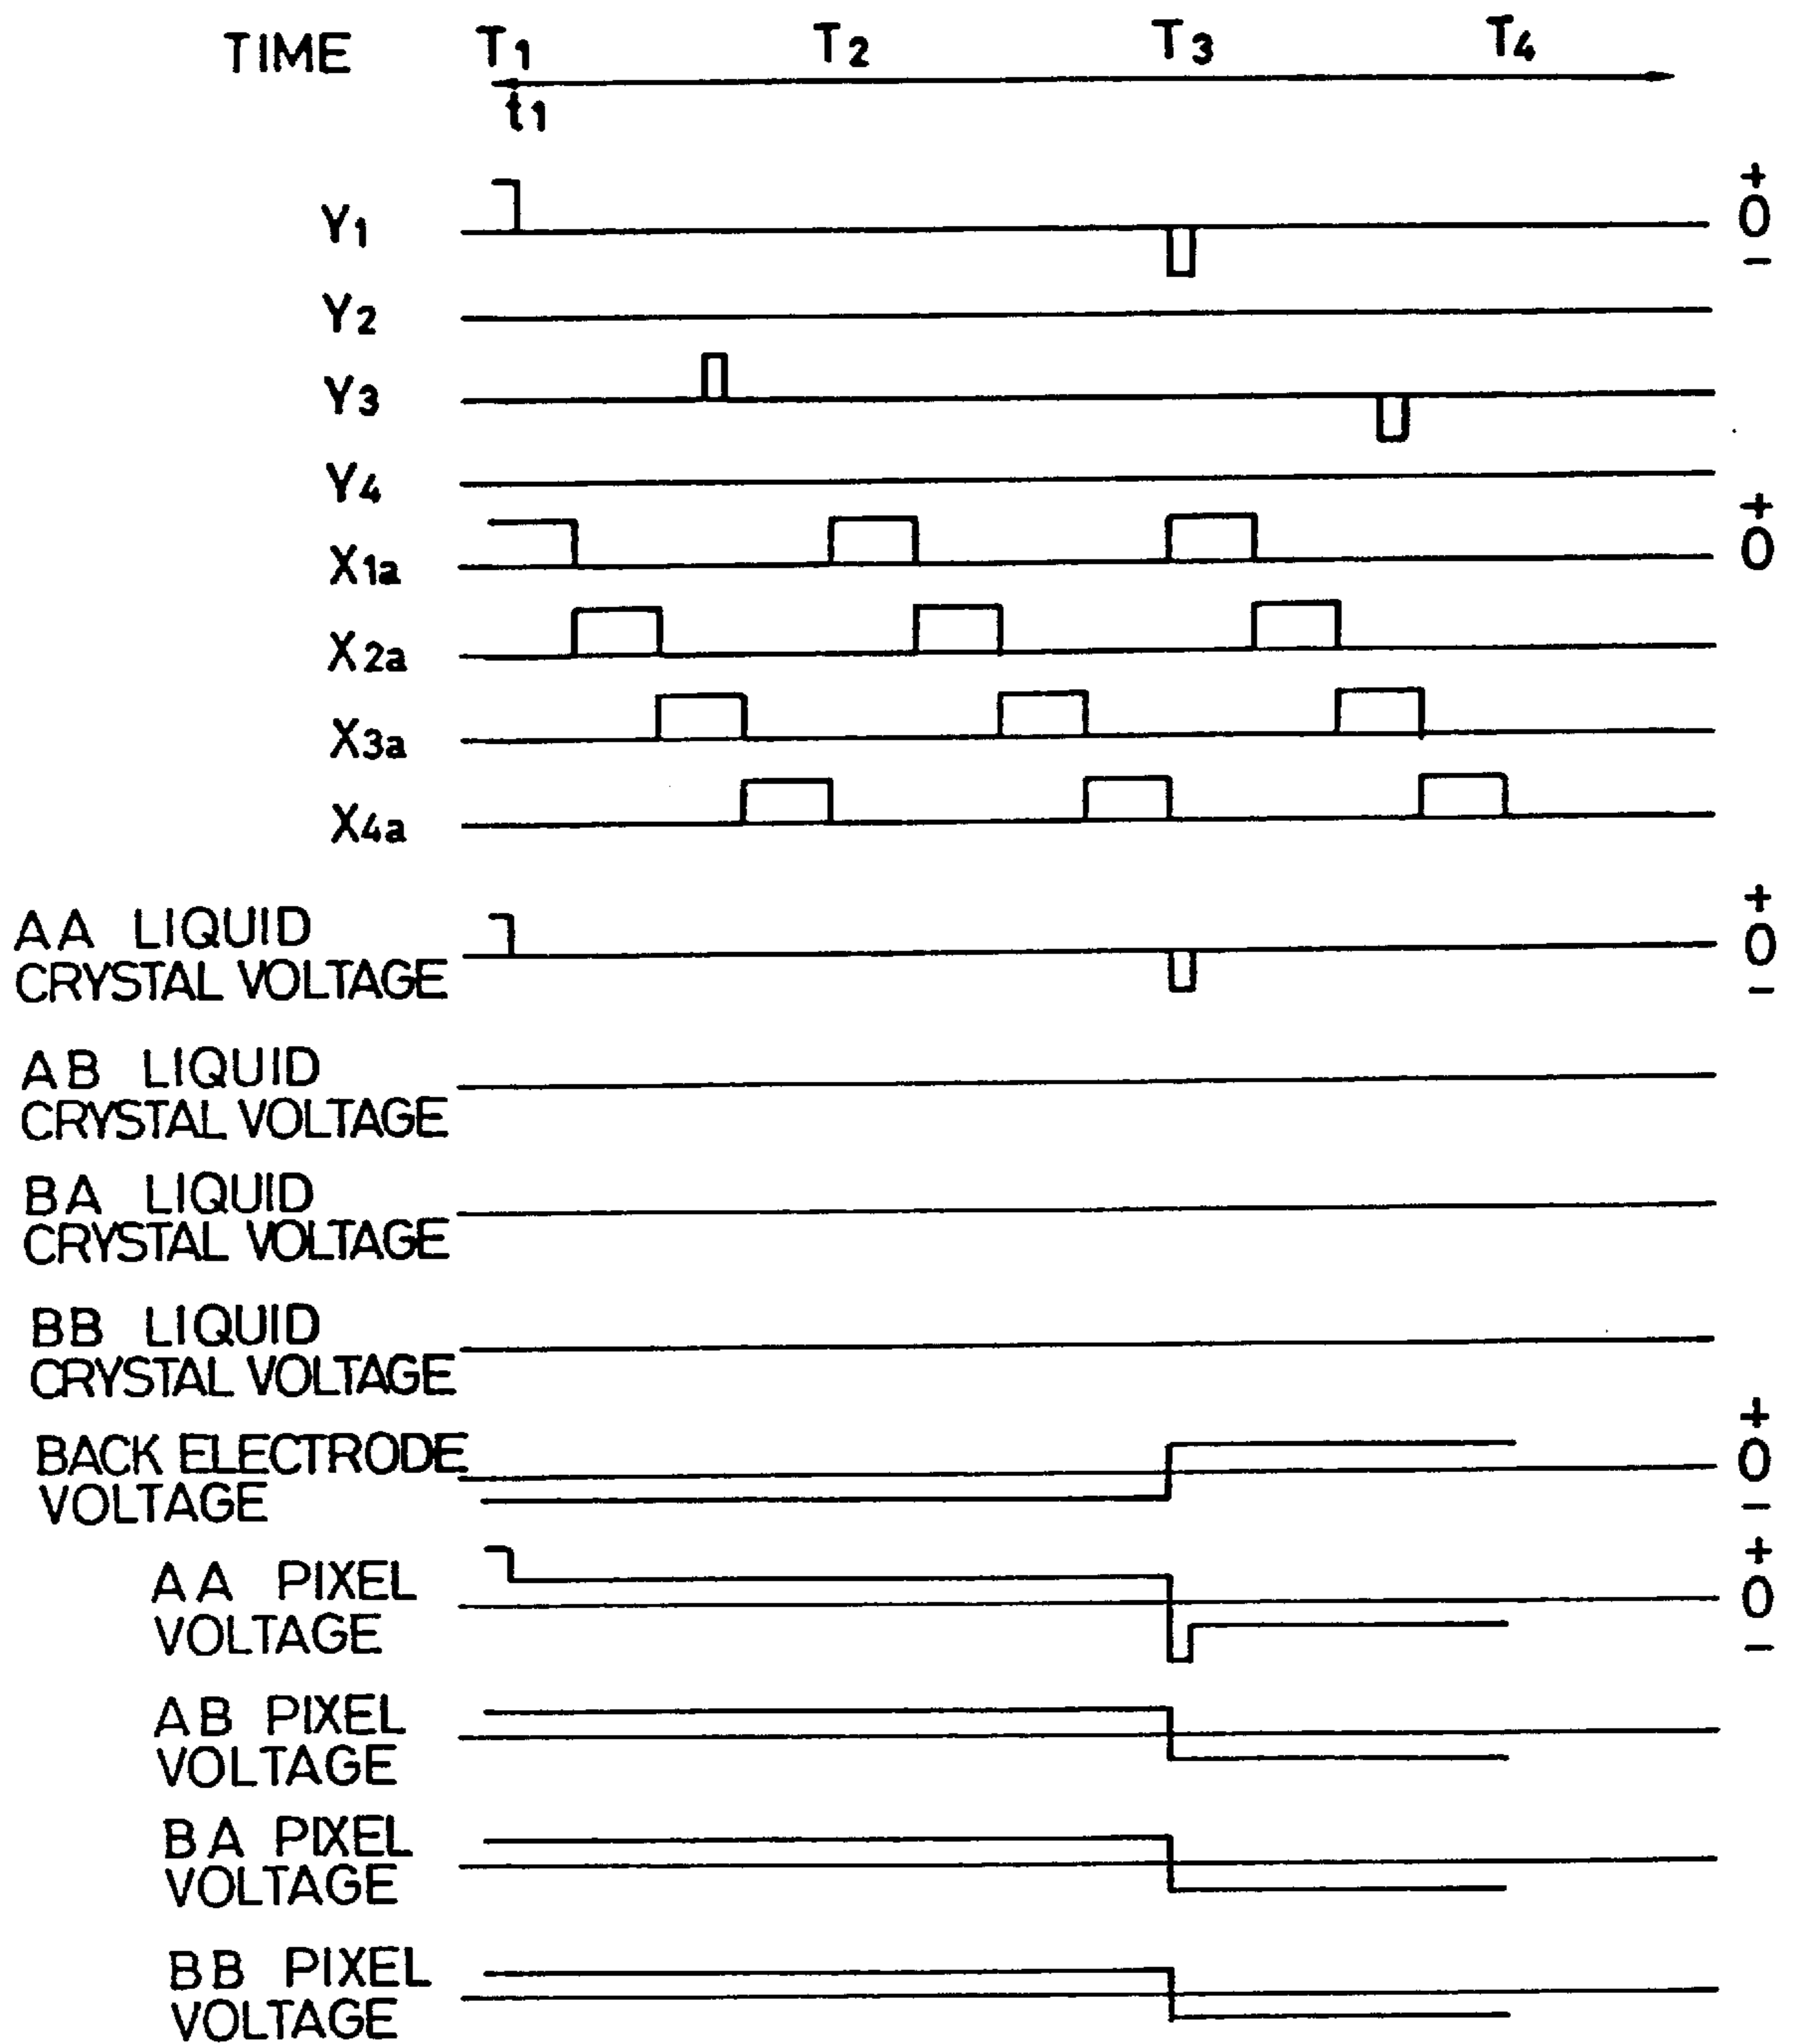 TIME T1 T2 T3 T4
t1
Y1 + 0 −
Y2
Y3
Y4
X1a + 0
X2a
X3a
X4a
AA LIQUID CRYSTAL VOLTAGE + 0 −
AB LIQUID CRYSTAL VOLTAGE
BA LIQUID CRYSTAL VOLTAGE
BB LIQUID CRYSTAL VOLTAGE
BACK ELECTRODE VOLTAGE + 0 −
AA PIXEL VOLTAGE + 0 −
AB PIXEL VOLTAGE
BA PIXEL VOLTAGE
BB PIXEL VOLTAGE